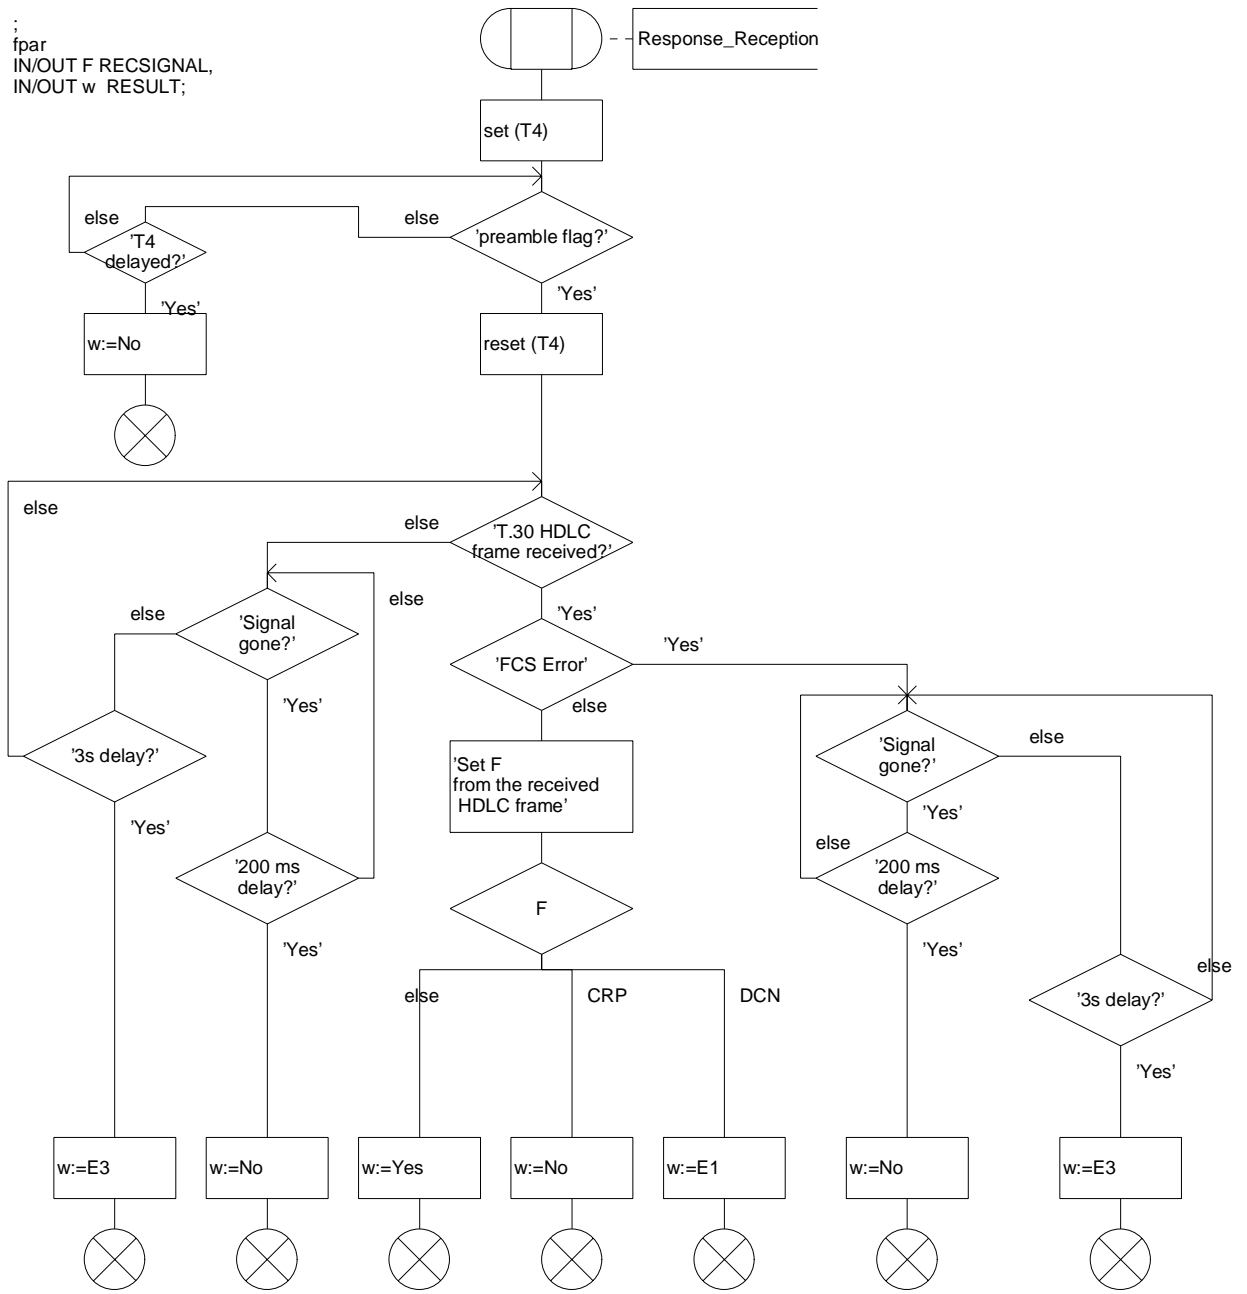 ;
fpar
IN/OUT F RECSIGNAL,
IN/OUT w  RESULT;
Response_Reception
set (T4)
else
else
'T4
delayed?'
'preamble flag?'
'Yes'
'Yes'
w:=No
reset (T4)
else
else
'T.30 HDLC
frame received?'
else
else
'Signal
gone?'
'Yes'
'Yes'
'FCS Error'
'Yes'
else
'3s delay?'
'Set F
from the received
HDLC frame'
'Signal
gone?'
else
'Yes'
'Yes'
else
'200 ms
delay?'
'200 ms
delay?'
F
'Yes'
'Yes'
else
else
CRP
DCN
'3s delay?'
'Yes'
w:=E3
w:=No
w:=Yes
w:=No
w:=E1
w:=No
w:=E3